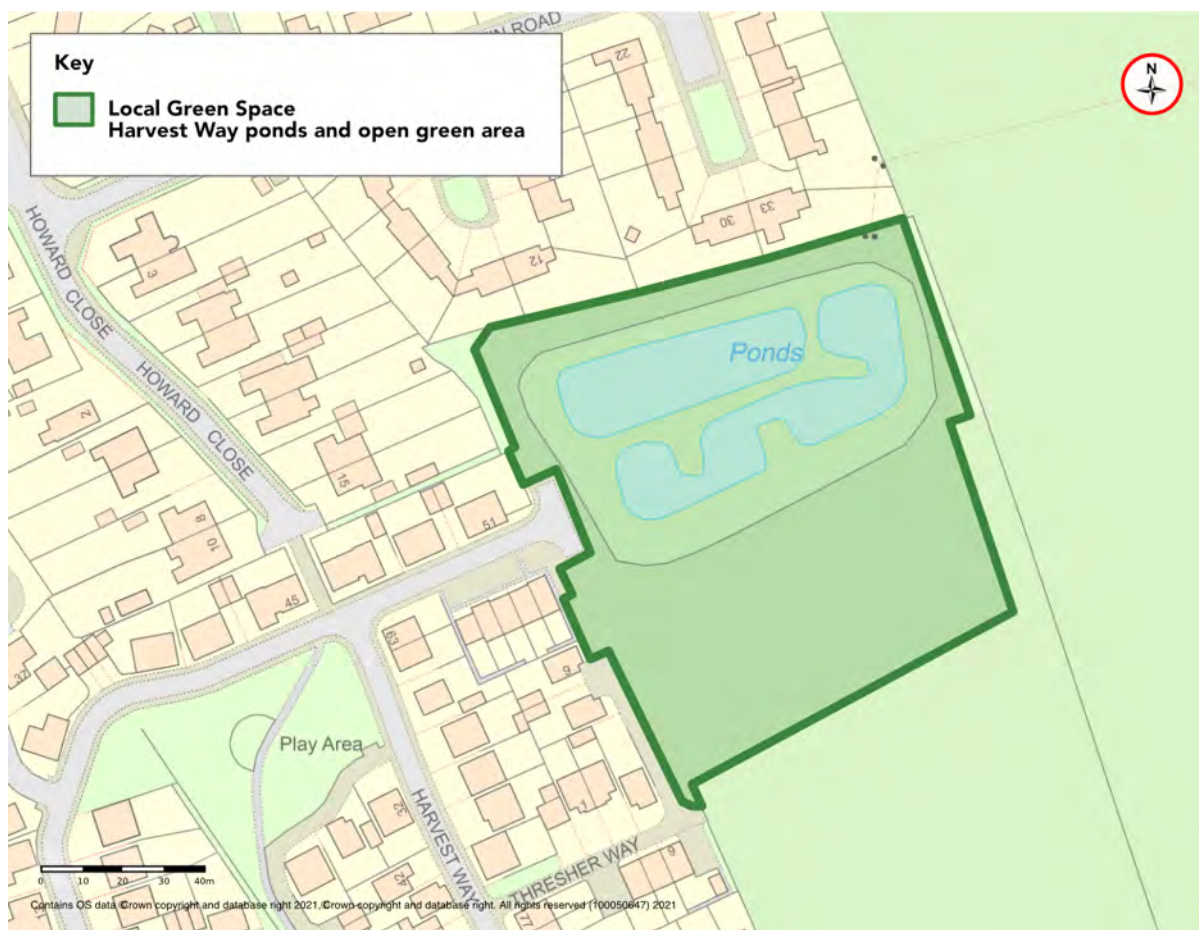 Key
Local Green Space
Harvest Way ponds and open green area
N
ROAD
22
HOWARD CLOSE
3
12
30
33
Ponds
HOWARD CLOSE
2
15
8
10
51
45
63
37
9
Play Area
32
HARVEST WAY
1
42
THRESHER WAY
6
77
0 10 20 30 40m
Contains OS data ©Crown copyright and database right 2021, Crown copyright and database right. All rights reserved (100050647) 2021